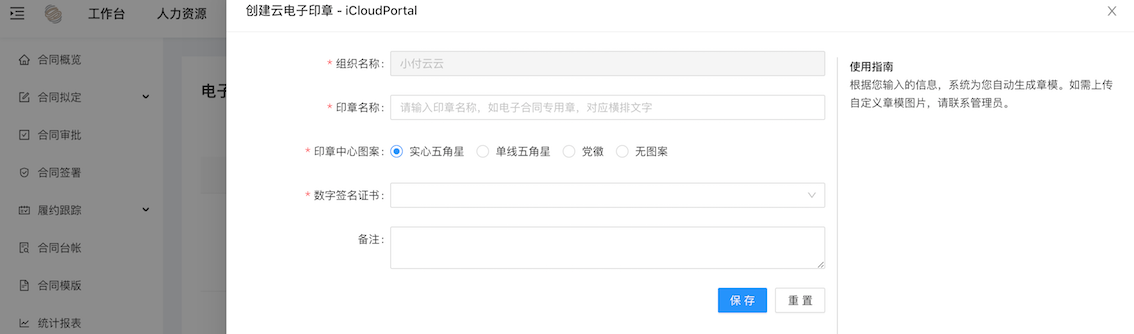 工作台
人力资源
创建云电子印章 - iCloudPortal
合同概览
合同拟定
合同审批
合同签署
履约跟踪
合同台帐
合同模版
统计报表
电子
* 组织名称：
小付云云
* 印章名称：
请输入印章名称，如电子合同专用章，对应横排文字
* 印章中心图案：
实心五角星
单线五角星
党徽
无图案
* 数字签名证书：
备注：
保 存
重 置
使用指南
根据您输入的信息，系统为您自动生成章模。如需上传
自定义章模图片，请联系管理员。